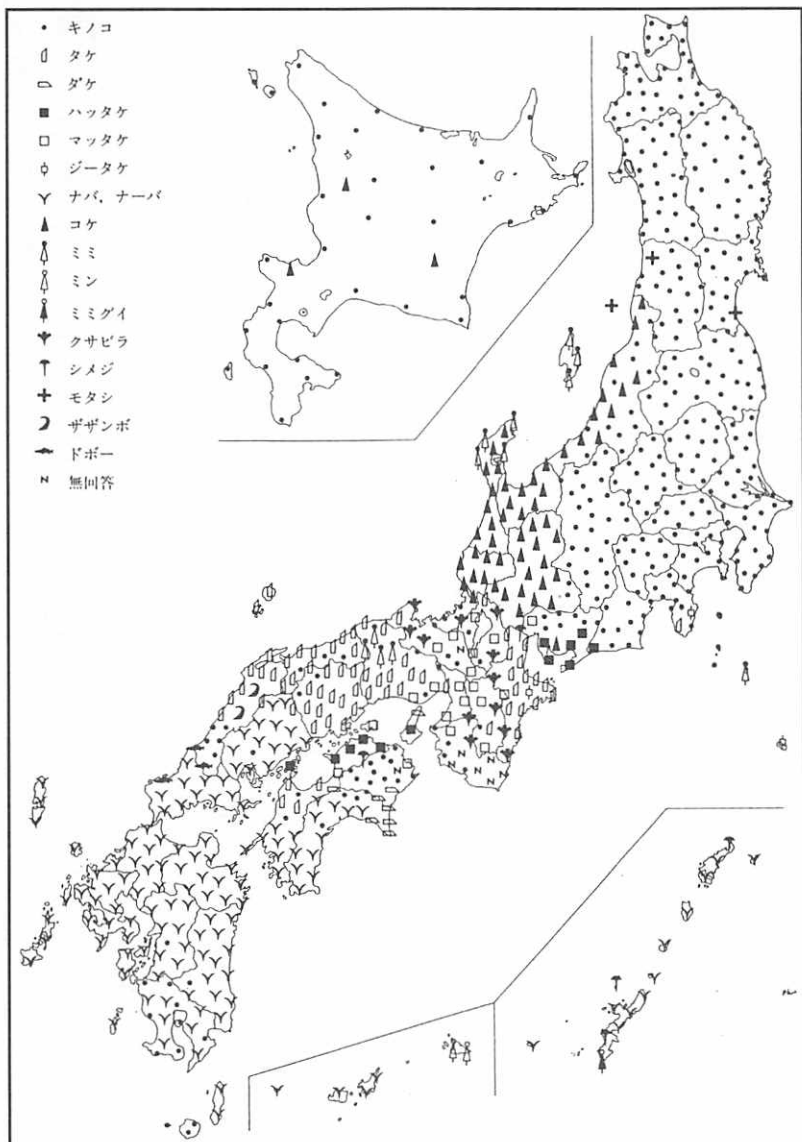 キノコ
タケ
ダケ
ハッタケ
マッタケ
ジータケ
ナバ, ナーバ
コケ
ミミ
ミン
ミミグイ
クサビラ
シメジ
モタシ
ザザンボ
ドボー
N 無回答